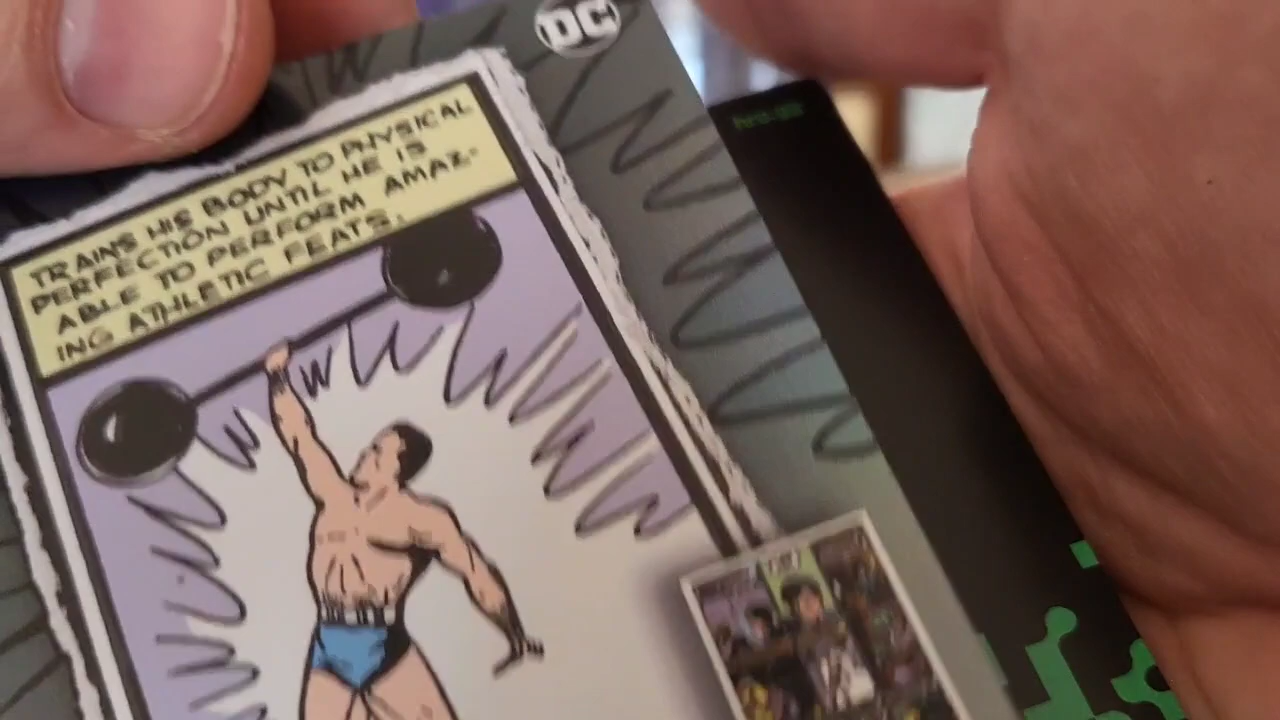 DC
TRAINS HIS BODY TO PHYSICAL
PERFECTION UNTIL HE IS
ABLE TO PERFORM AMAZ-
ING ATHLETIC FEATS.